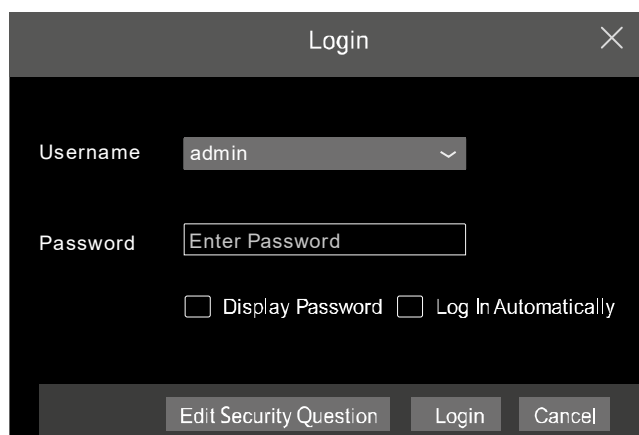 Login
Username admin
Password Enter Password
Display Password Log In Automatically
Edit Security Question Login Cancel